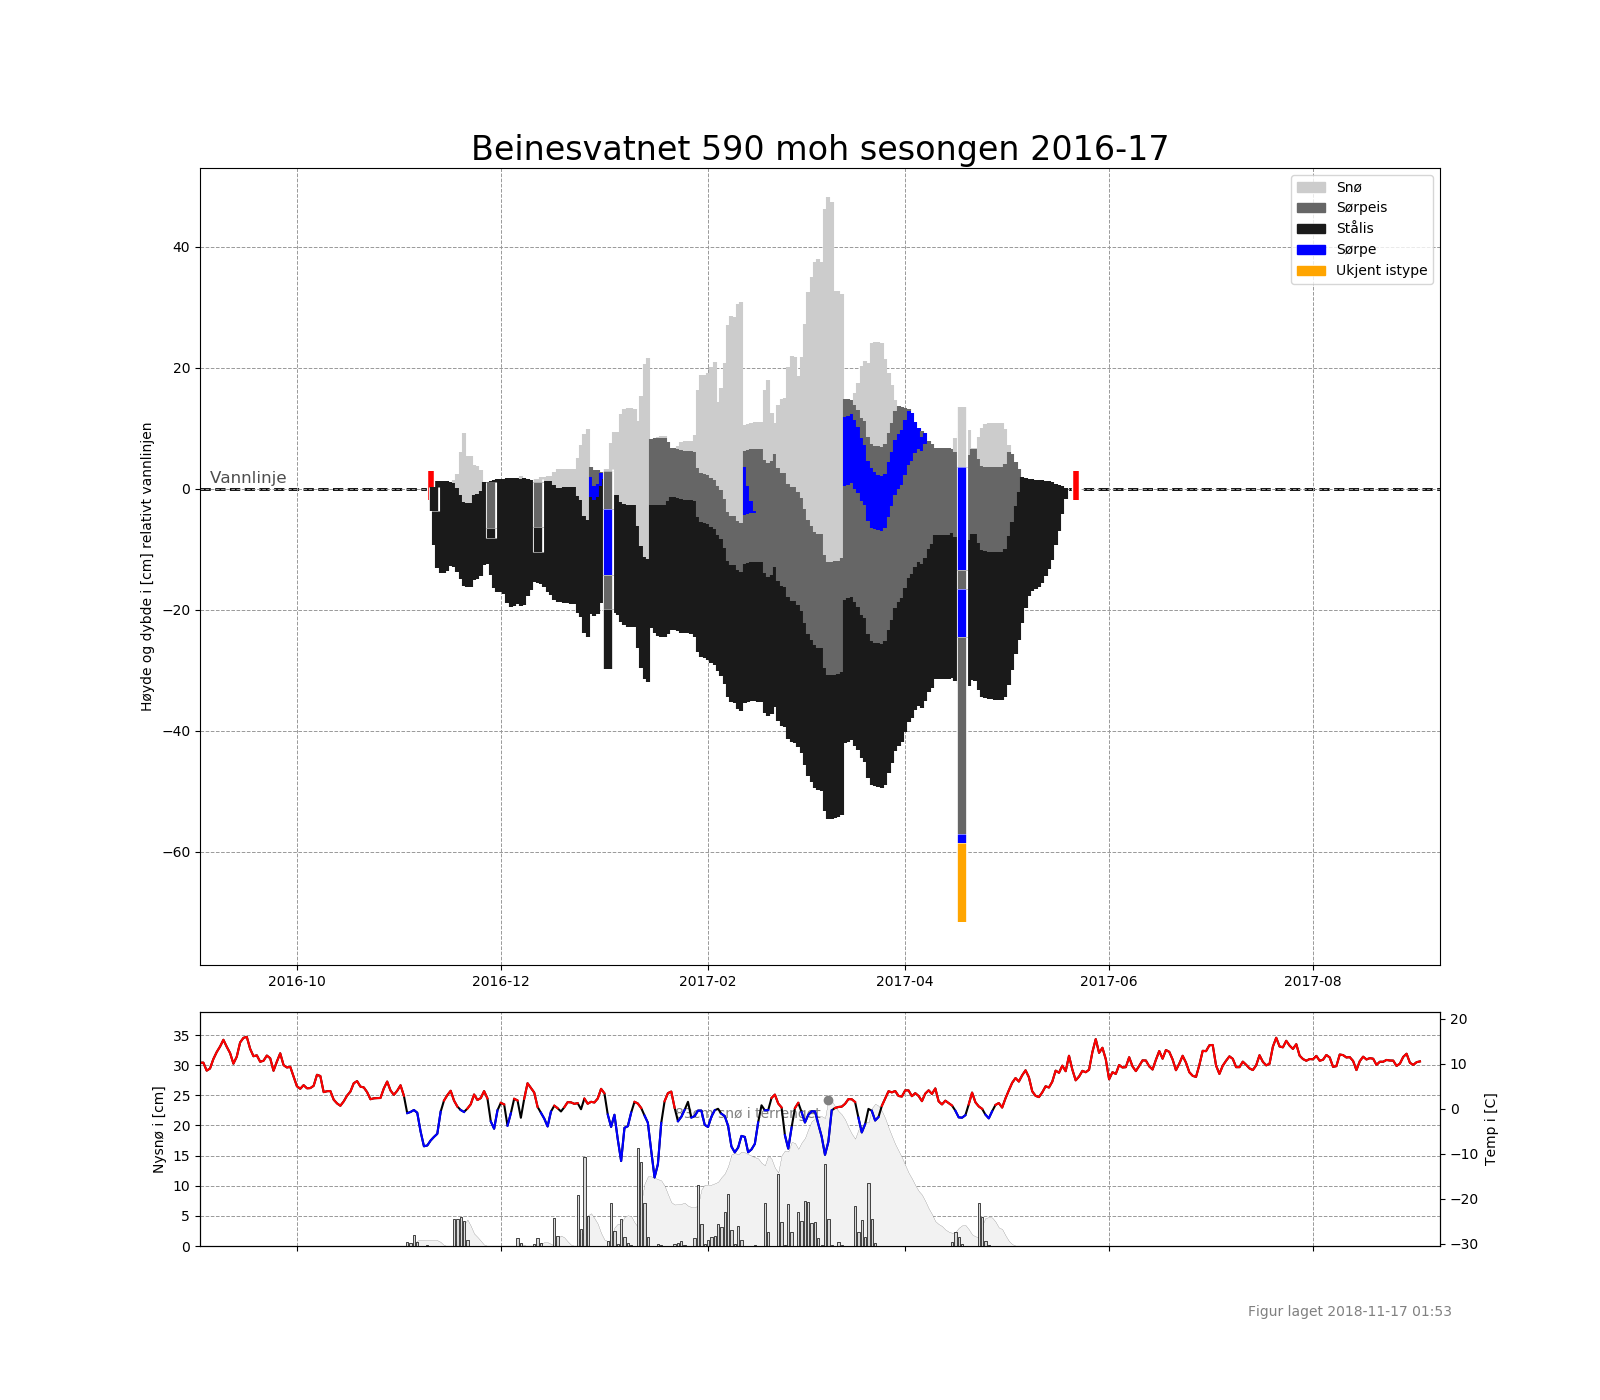 Beinesvatnet 590 moh sesongen 2016-17
Snø
Sørpeis
Stålis
Sørpe
Ukjent istype
Høyde og dybde i [cm] relativt vannlinjen
40
20
0
−20
−40
−60
Vannlinje
2016-10
2016-12
2017-02
2017-04
2017-06
2017-08
Nysnø i [cm]
35
30
25
20
15
10
5
0
snø i terrenget
20
10
0
−10
−20
−30
Temp i [C]
Figur laget 2018-11-17 01:53